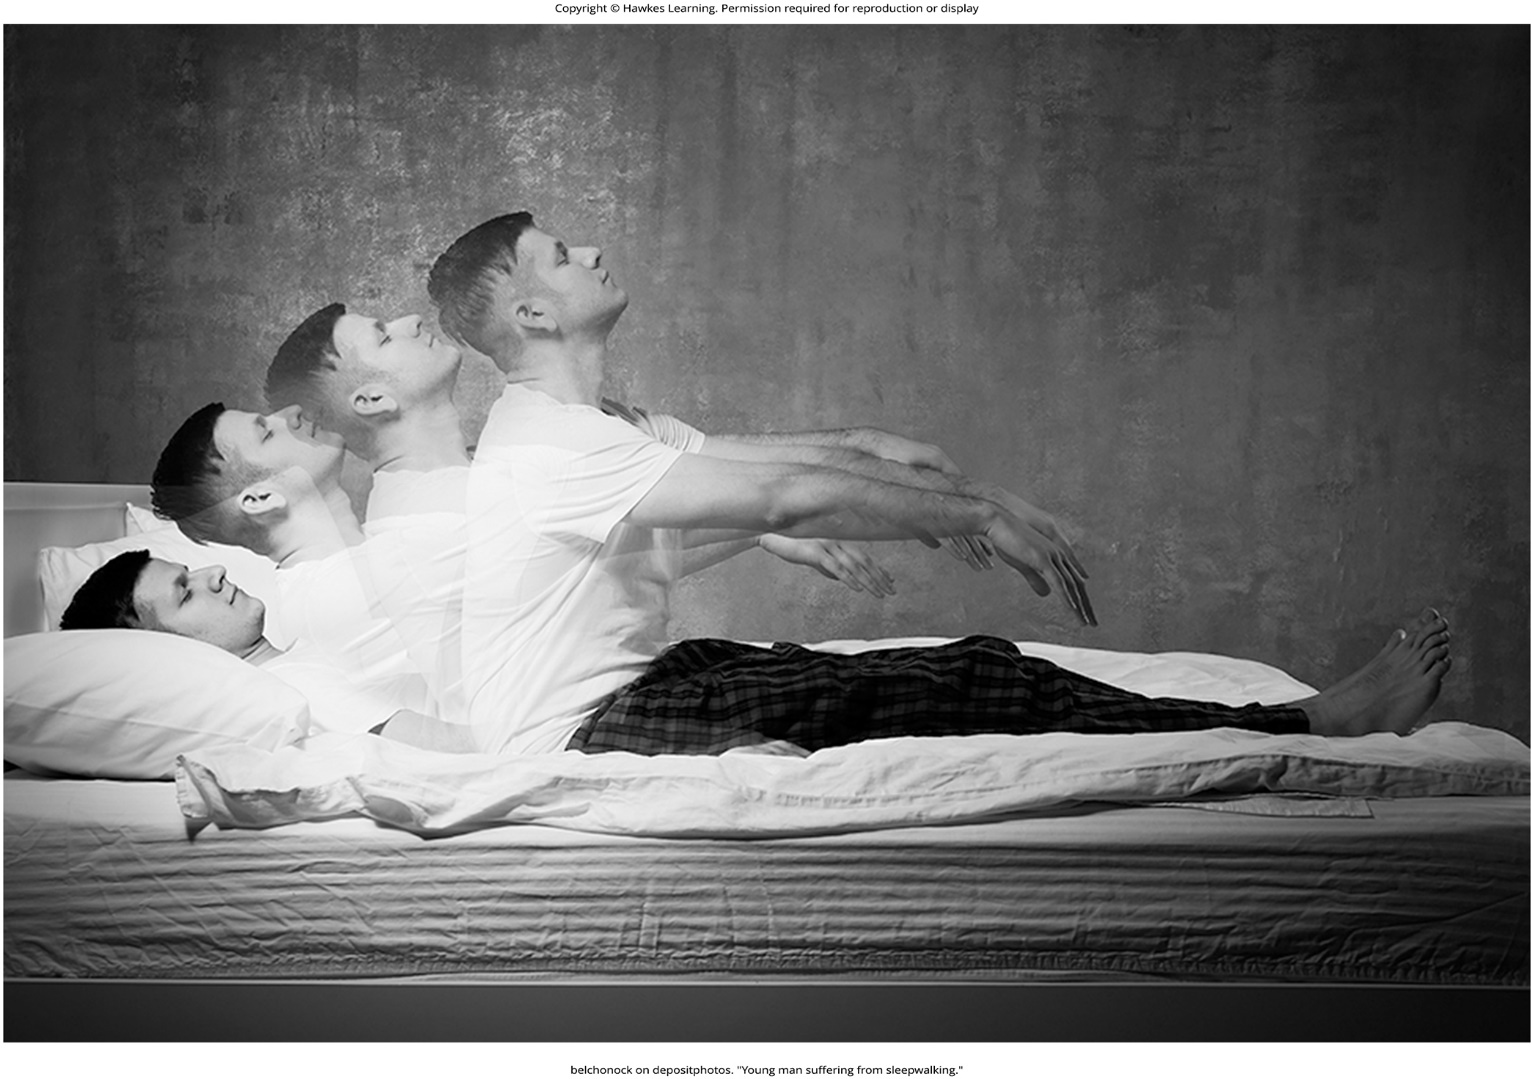 Copyright © Hawkes Learning. Permission required for reproduction or display
belchonock on depositphotos. "Young man suffering from sleepwalking."